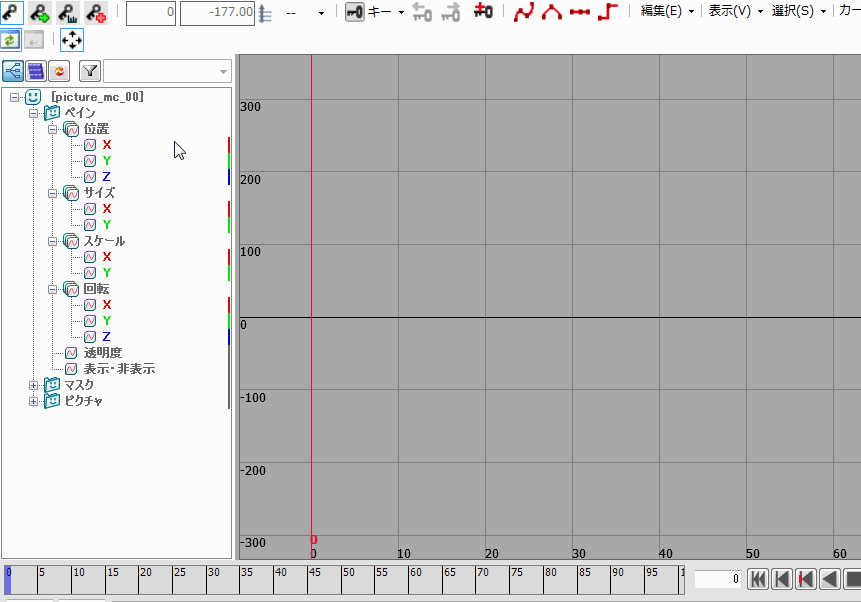 0 -177.00 -- キー 編集(E) 表示(V) 選択(S) カー
[picture_mc_00]
ペイン
位置
X
Y
Z
サイズ
X
Y
スケール
X
Y
回転
X
Y
Z
透明度
表示・非表示
マスク
ピクチャ
300
200
100
0
-100
-200
-300
0
0 10 20 30 40 50 60
0 5 10 15 20 25 30 35 40 45 50 55 60 65 70 75 80 85 90 95 1 0